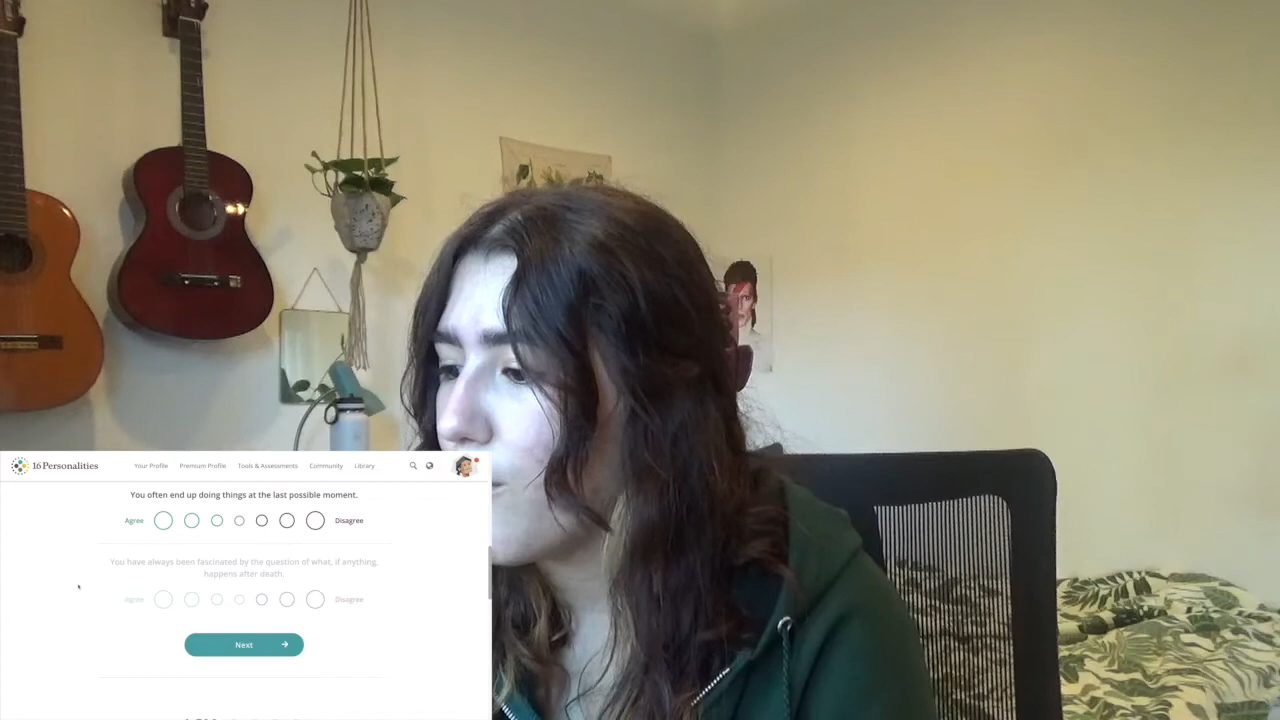 16Personalities
Your Profile Premium Profile Tools & Assessments Community Library
You often end up doing things at the last possible moment.
Agree Disagree
You have always been fascinated by the question of what, if anything,
happens after death.
Agree Disagree
Next